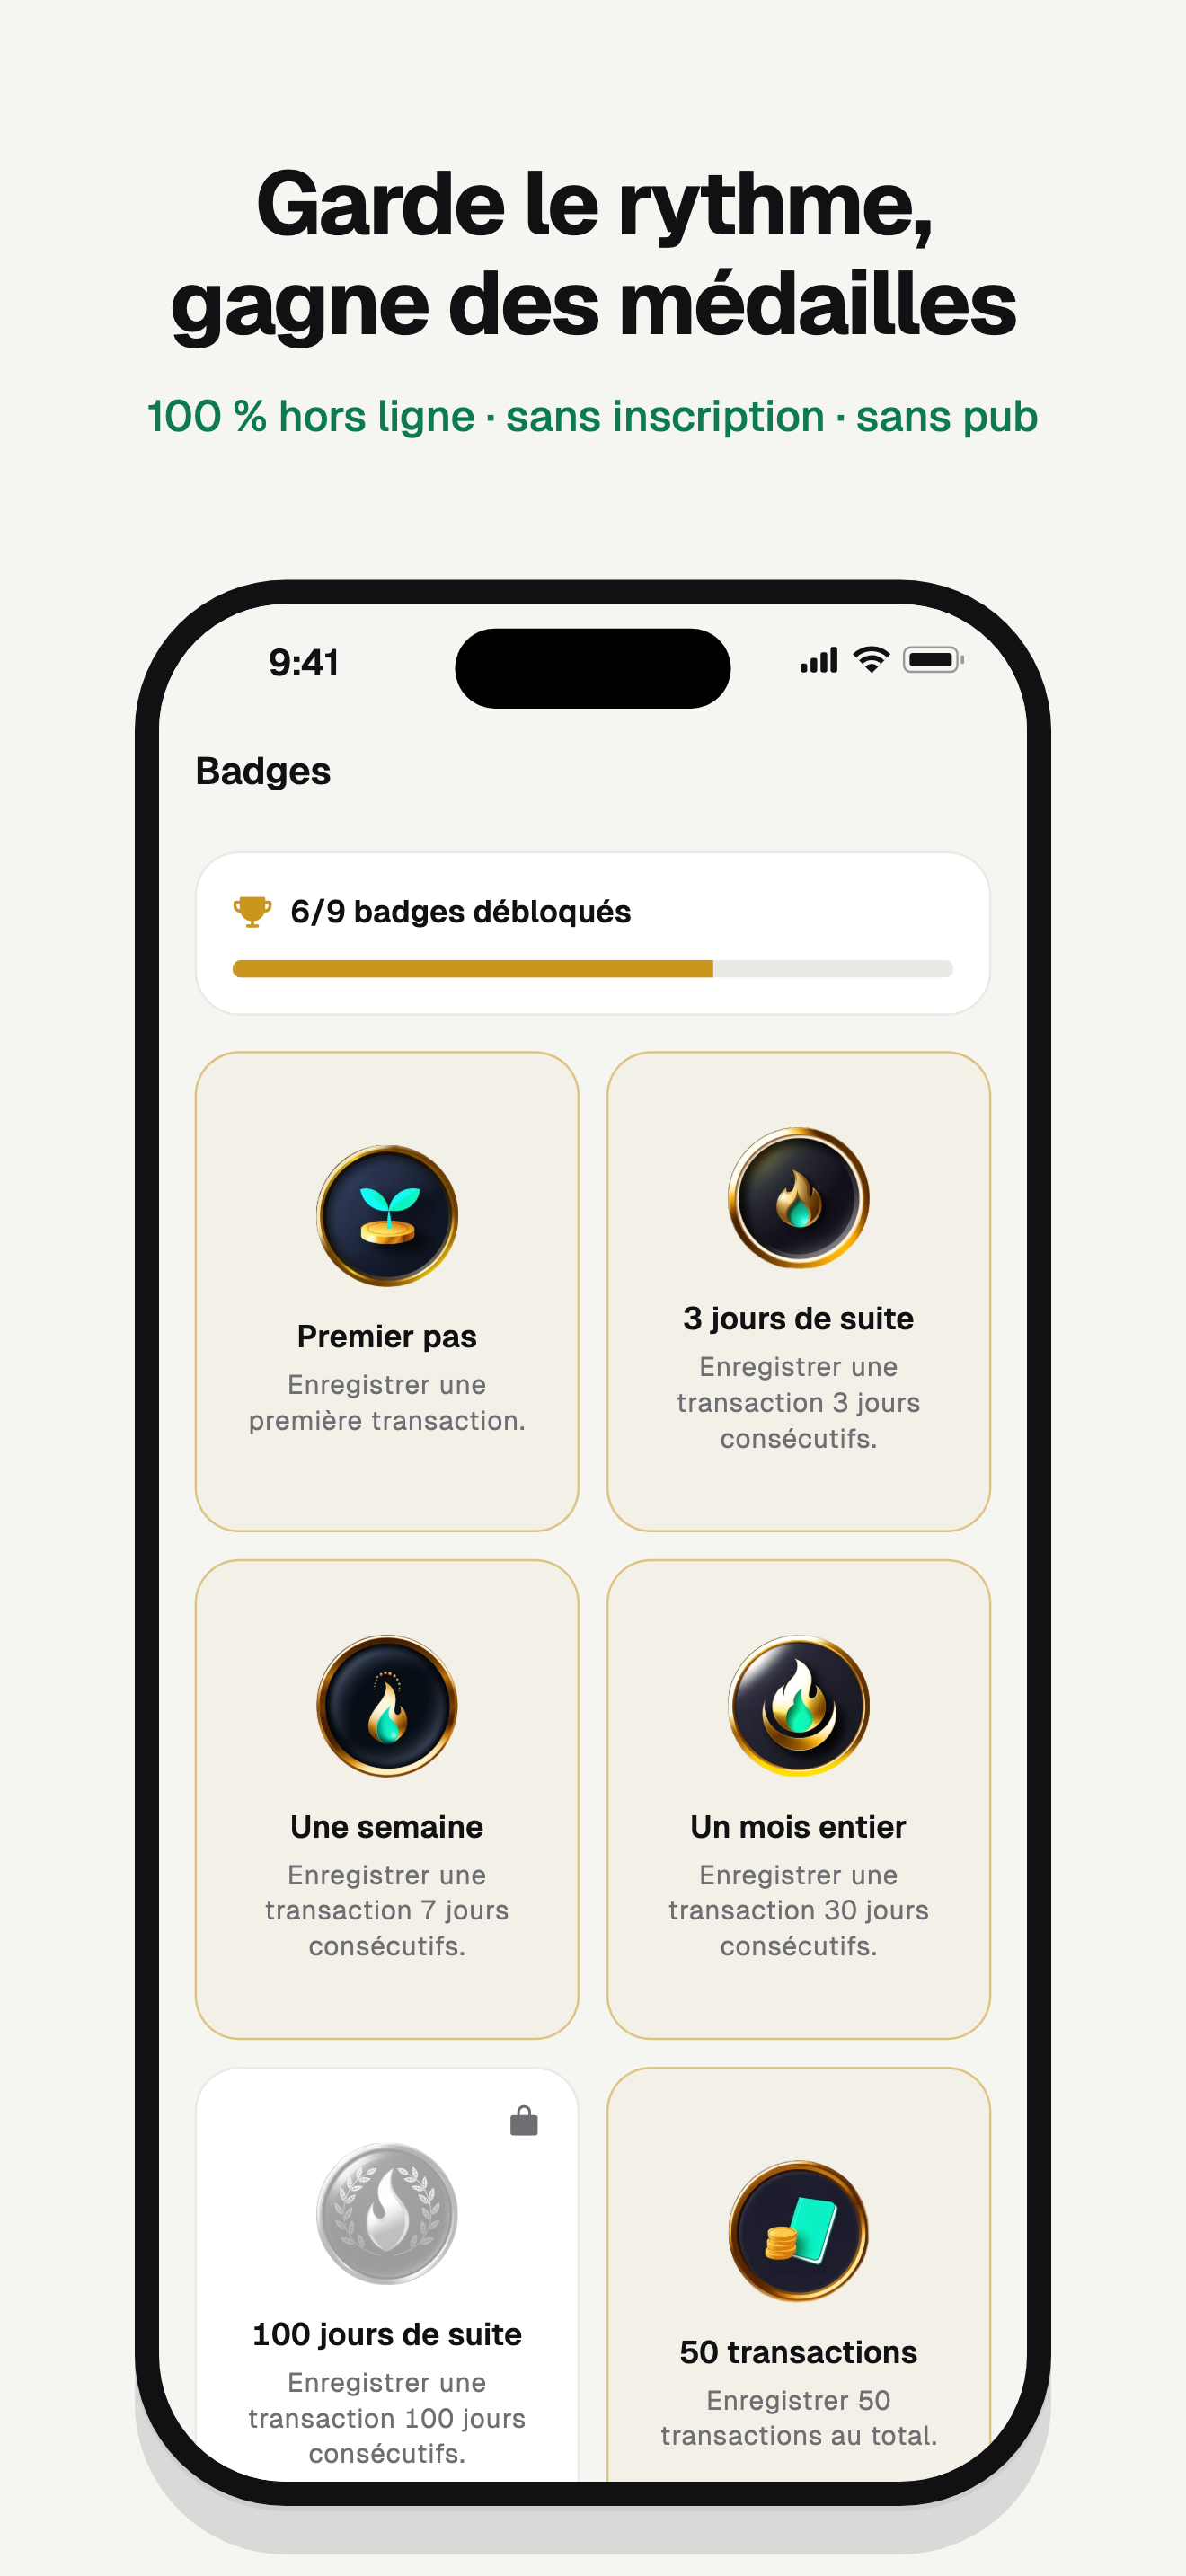 Garde le rythme,
gagne des médailles
100 % hors ligne · sans inscription · sans pub
9:41
Badges
6/9 badges débloqués
Premier pas
Enregistrer une
première transaction.
3 jours de suite
Enregistrer une
transaction 3 jours
consécutifs.
Une semaine
Enregistrer une
transaction 7 jours
consécutifs.
Un mois entier
Enregistrer une
transaction 30 jours
consécutifs.
100 jours de suite
Enregistrer une
transaction 100 jours
consécutifs.
50 transactions
Enregistrer 50
transactions au total.